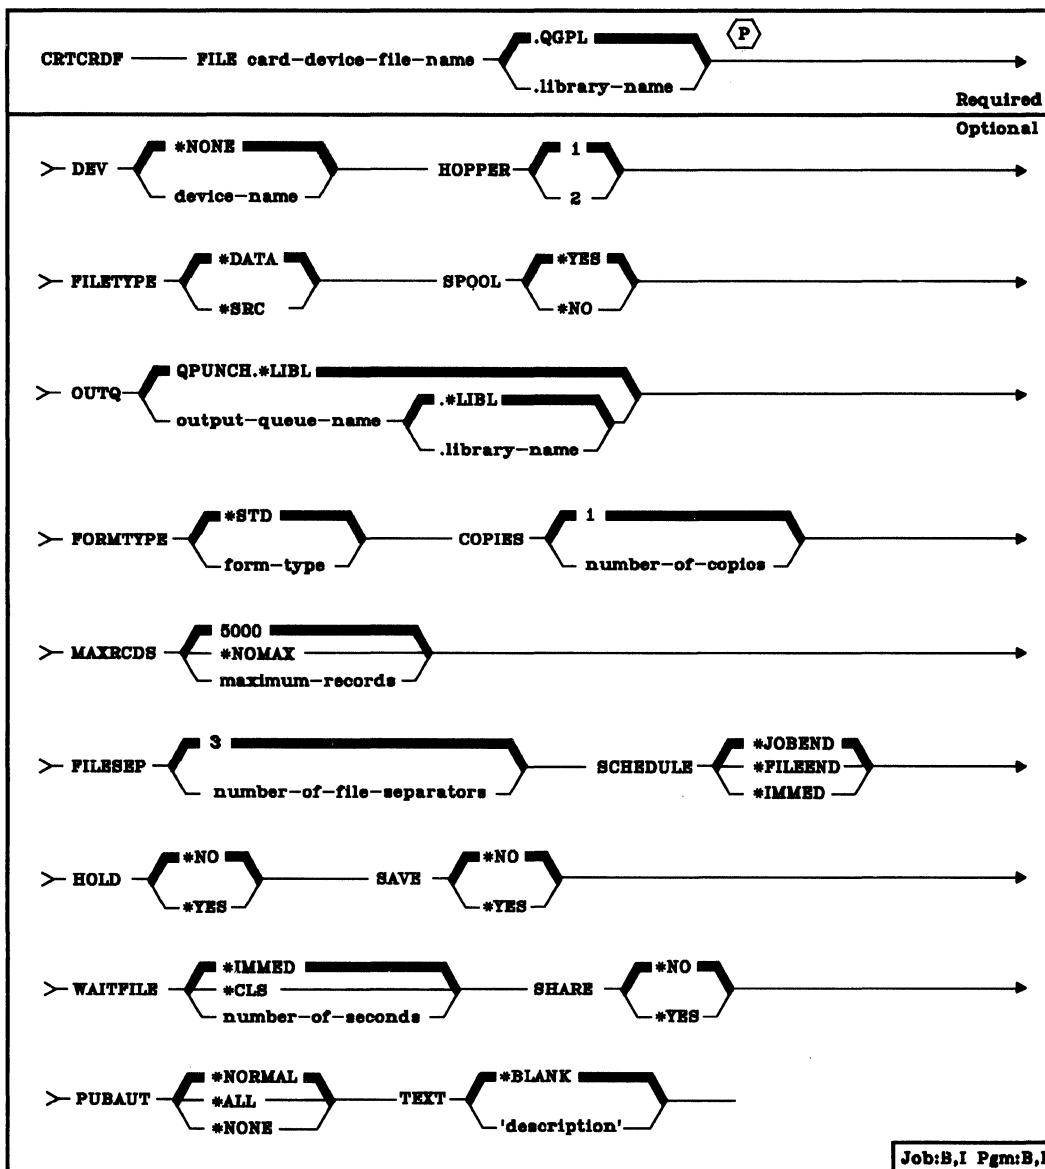 .QGPL
P
CRTCRDF FILE card-device-file-name
.library-name
Required
Optional
*NONE 1
DEV HOPPER
device-name 2
*DATA *YES
FILETYPE SPOOL
*SRC *NO
QPUNCH.*LIBL
OUTQ .*LIBL
output-queue-name
.library-name
*STD 1
FORMTYPE COPIES
form-type number-of-copies
5000
MAXRCDS *NOMAX
maximum-records
3 *JOBEND
FILESEP SCHEDULE *FILEEND
number-of-file-separators *IMMED
*NO *NO
HOLD SAVE
*YES *YES
*IMMED *NO
WAITFILE *CLS SHARE
number-of-seconds *YES
*NORMAL *BLANK
PUBAUT *ALL TEXT
*NONE 'description'
Job:B,I Pgm:B,I